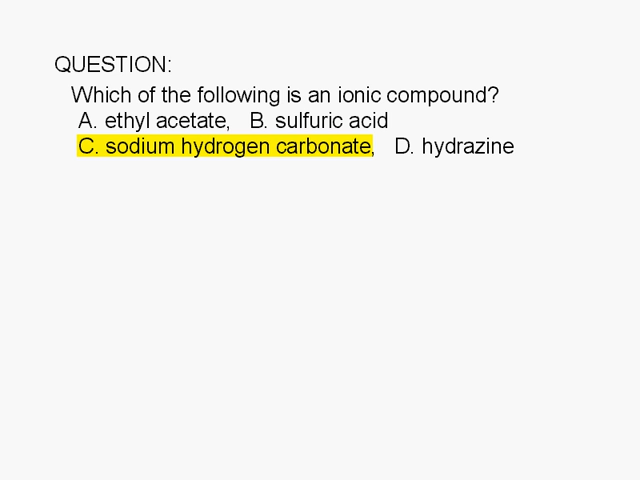 QUESTION:
Which of the following is an ionic compound?
A. ethyl acetate, B. sulfuric acid
C. sodium hydrogen carbonate, D. hydrazine